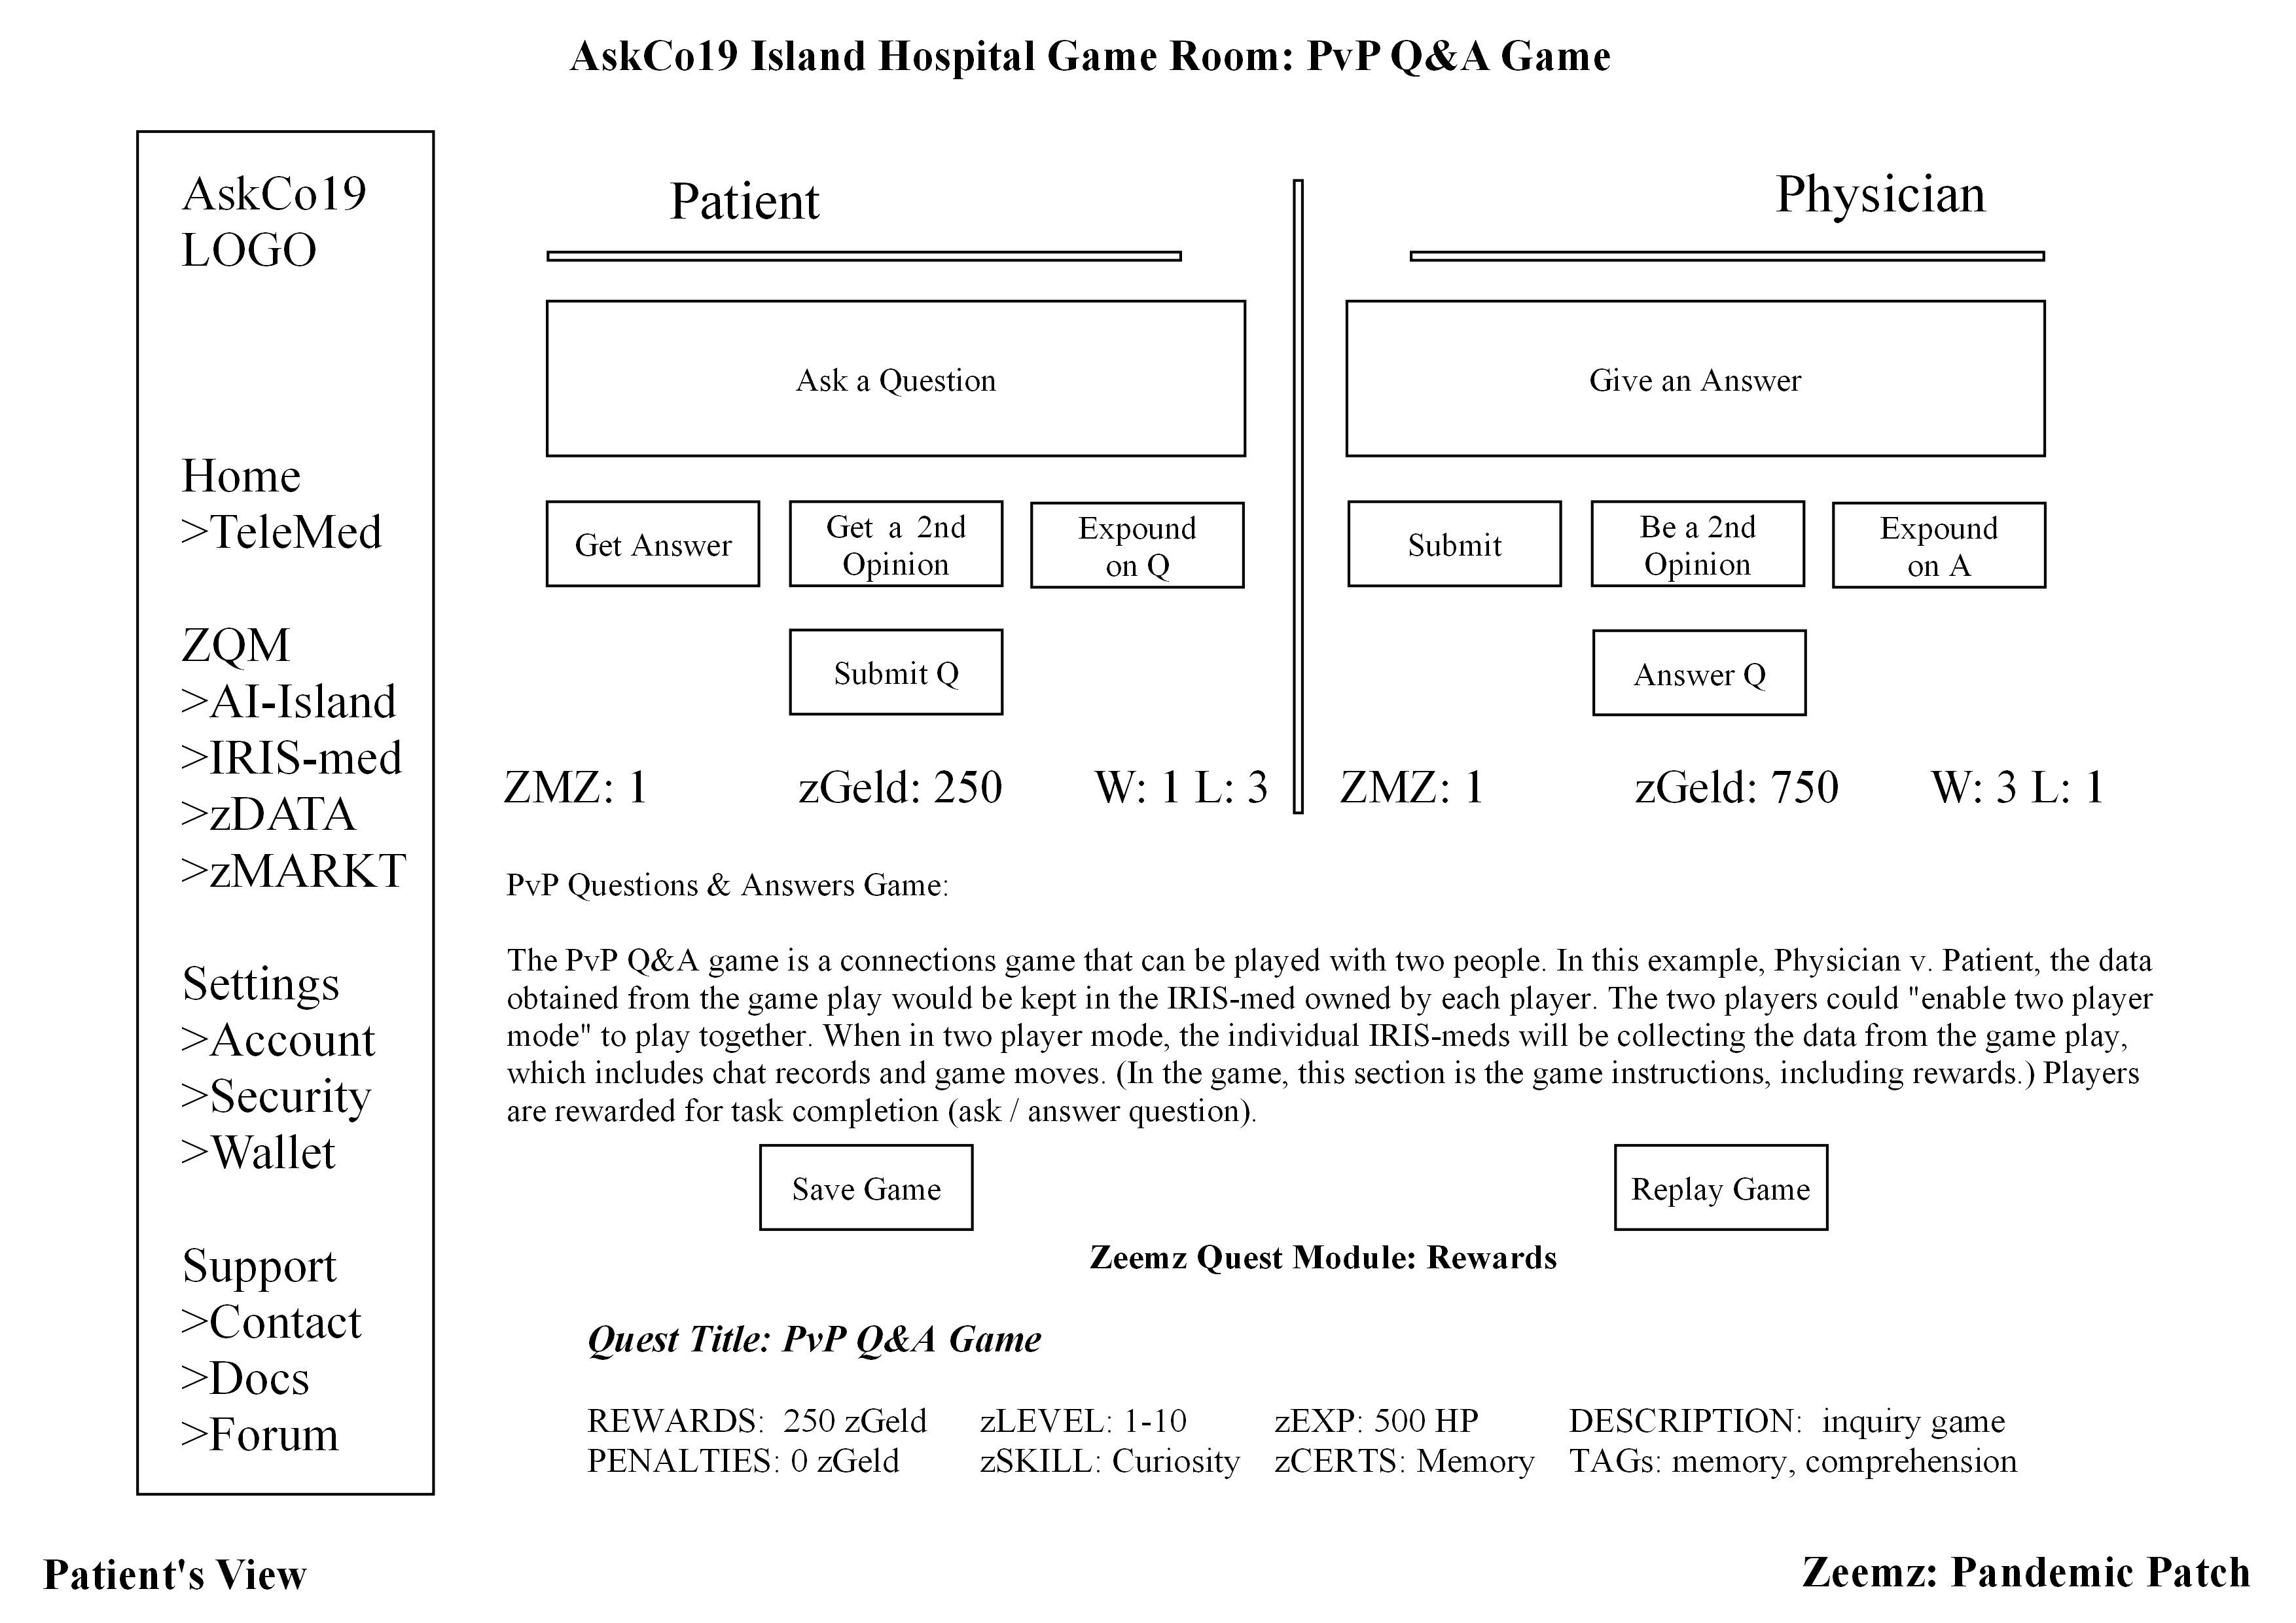 AskCo19 Island Hospital Game Room: PvP Q&A Game
AskCo19
LOGO
Home
>TeleMed
ZQM
>AI-Island
>IRIS-med
>zDATA
>zMARKT
Settings
>Account
>Security
>Wallet
Support
>Contact
>Docs
>Forum
Patient
Ask a Question
Get Answer
Get a 2nd
Opinion
Expound
on Q
Submit Q
ZMZ: 1 zGeld: 250 W: 1 L: 3
Physician
Give an Answer
Submit
Be a 2nd
Opinion
Expound
on A
Answer Q
ZMZ: 1 zGeld: 750 W: 3 L: 1
PvP Questions & Answers Game:
The PvP Q&A game is a connections game that can be played with two people. In this example, Physician v. Patient, the data
obtained from the game play would be kept in the IRIS-med owned by each player. The two players could "enable two player
mode" to play together. When in two player mode, the individual IRIS-meds will be collecting the data from the game play,
which includes chat records and game moves. (In the game, this section is the game instructions, including rewards.) Players
are rewarded for task completion (ask / answer question).
Save Game
Replay Game
Zeemz Quest Module: Rewards
Quest Title: PvP Q&A Game
REWARDS: 250 zGeld zLEVEL: 1-10 zEXP: 500 HP DESCRIPTION: inquiry game
PENALTIES: 0 zGeld zSKILL: Curiosity zCERTS: Memory TAGs: memory, comprehension
Patient's View
Zeemz: Pandemic Patch